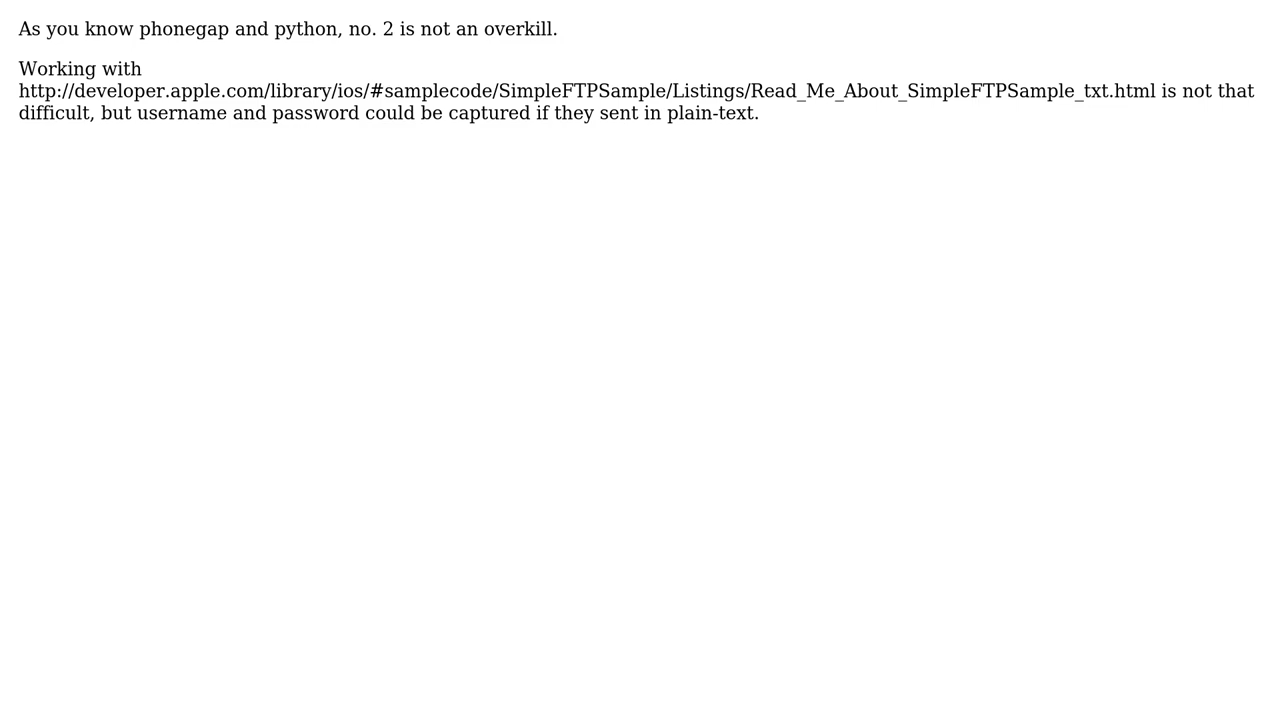 As you know phonegap and python, no. 2 is not an overkill.
Working with
http://developer.apple.com/library/ios/#samplecode/SimpleFTPSample/Listings/Read_Me_About_SimpleFTPSample_txt.html is not that
difficult, but username and password could be captured if they sent in plain-text.